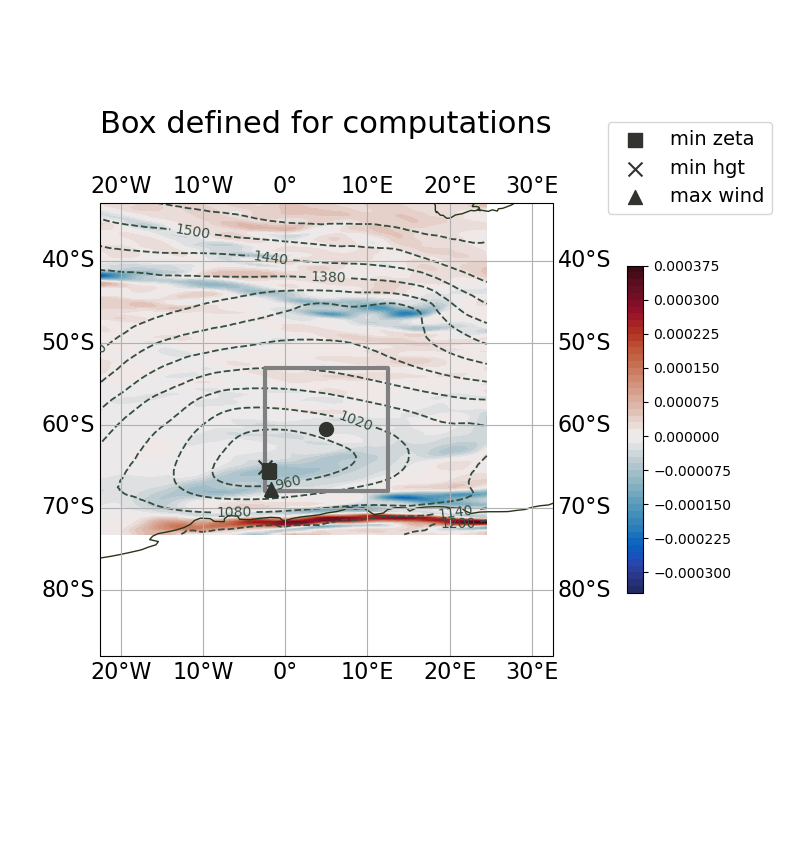 Box defined for computations
min zeta
min hgt
max wind
20°W 10°W 0° 10°E 20°E 30°E
1500
1440
1380
1020
960
1080
1140
1200
40°S 40°S
50°S 50°S
60°S 60°S
70°S 70°S
80°S 80°S
20°W 10°W 0° 10°E 20°E 30°E
0.000375
0.000300
0.000225
0.000150
0.000075
0.000000
−0.000075
−0.000150
−0.000225
−0.000300